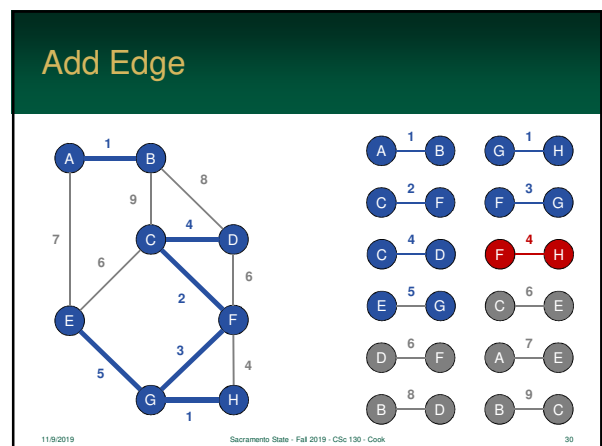 Add Edge
1
A B
8
9
4
C D
7
6
6
2
E F
3
5
4
G H
1
1
A B
1
G H
2
C F
3
F G
4
C D
4
F H
5
E G
6
C E
6
D F
7
A E
8
B D
9
B C
11/9/2019 Sacramento State - Fall 2019 - CSc 130 - Cook 30